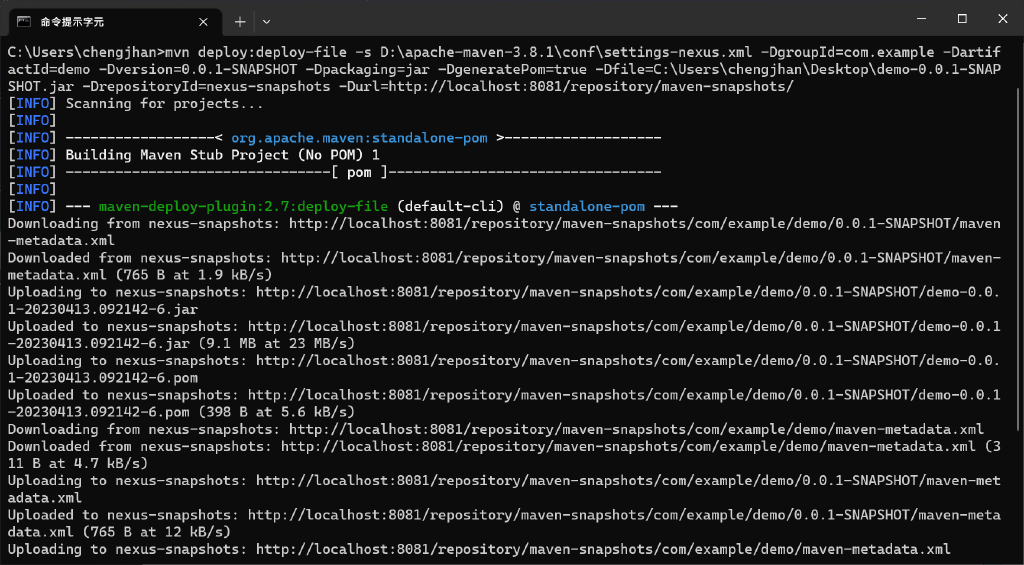 命令提示字元
C:\Users\chengjhan>mvn deploy:deploy-file -s D:\apache-maven-3.8.1\conf\settings-nexus.xml -DgroupId=com.example -Dartif
actId=demo -Dversion=0.0.1-SNAPSHOT -Dpackaging=jar -DgeneratePom=true -Dfile=C:\Users\chengjhan\Desktop\demo-0.0.1-SNAP
SHOT.jar -DrepositoryId=nexus-snapshots -Durl=http://localhost:8081/repository/maven-snapshots/
[INFO] Scanning for projects...
[INFO]
[INFO] ------------------< org.apache.maven:standalone-pom >-------------------
[INFO] Building Maven Stub Project (No POM) 1
[INFO] --------------------------------[ pom ]---------------------------------
[INFO]
[INFO] --- maven-deploy-plugin:2.7:deploy-file (default-cli) @ standalone-pom ---
Downloading from nexus-snapshots: http://localhost:8081/repository/maven-snapshots/com/example/demo/0.0.1-SNAPSHOT/maven
-metadata.xml
Downloaded from nexus-snapshots: http://localhost:8081/repository/maven-snapshots/com/example/demo/0.0.1-SNAPSHOT/maven-
metadata.xml (765 B at 1.9 kB/s)
Uploading to nexus-snapshots: http://localhost:8081/repository/maven-snapshots/com/example/demo/0.0.1-SNAPSHOT/demo-0.0.
1-20230413.092142-6.jar
Uploaded to nexus-snapshots: http://localhost:8081/repository/maven-snapshots/com/example/demo/0.0.1-SNAPSHOT/demo-0.0.1
-20230413.092142-6.jar (9.1 MB at 23 MB/s)
Uploading to nexus-snapshots: http://localhost:8081/repository/maven-snapshots/com/example/demo/0.0.1-SNAPSHOT/demo-0.0.
1-20230413.092142-6.pom
Uploaded to nexus-snapshots: http://localhost:8081/repository/maven-snapshots/com/example/demo/0.0.1-SNAPSHOT/demo-0.0.1
-20230413.092142-6.pom (398 B at 5.6 kB/s)
Downloading from nexus-snapshots: http://localhost:8081/repository/maven-snapshots/com/example/demo/maven-metadata.xml
Downloaded from nexus-snapshots: http://localhost:8081/repository/maven-snapshots/com/example/demo/maven-metadata.xml (3
11 B at 4.7 kB/s)
Uploading to nexus-snapshots: http://localhost:8081/repository/maven-snapshots/com/example/demo/0.0.1-SNAPSHOT/maven-met
adata.xml
Uploaded to nexus-snapshots: http://localhost:8081/repository/maven-snapshots/com/example/demo/0.0.1-SNAPSHOT/maven-meta
data.xml (765 B at 12 kB/s)
Uploading to nexus-snapshots: http://localhost:8081/repository/maven-snapshots/com/example/demo/maven-metadata.xml